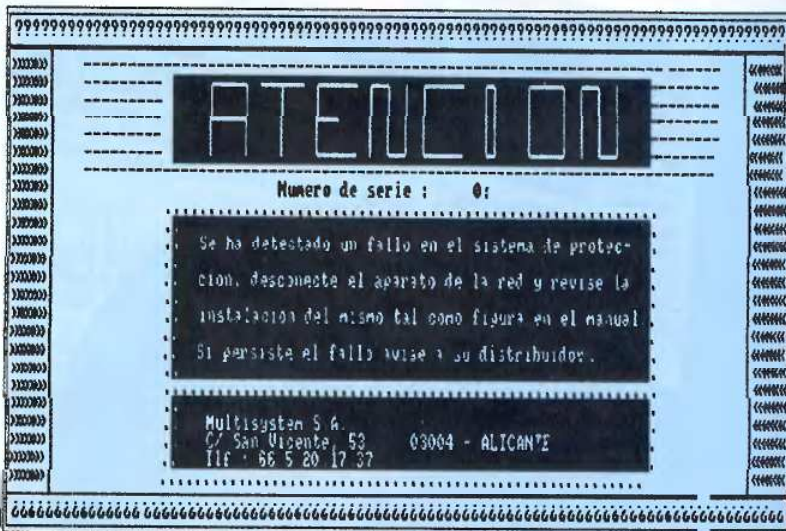 ATENCION
Numero de serie : 0:
Se ha detestado un fallo en el sistema de protec-
cion, desconecte el aparato de la red y revise la
instalacion del mismo tal como figura en el manual
Si persiste el fallo avise a su distribuidor.
Multisystem S.A.
C/ San Vicente, 53 03004 - ALICANTE
Tlf : 66 5 20 17 37